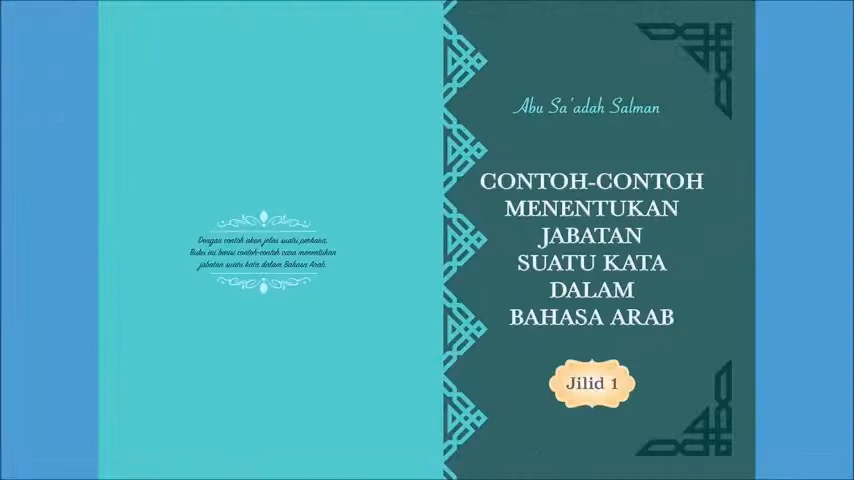 Dengan contoh akan jelas suatu perkara.
Buku ini berisi contoh-contoh cara menentukan
jabatan suatu kata dalam Bahasa Arab.
Abu Sa'adah Salman
CONTOH-CONTOH
MENENTUKAN
JABATAN
SUATU KATA
DALAM
BAHASA ARAB
Jilid 1